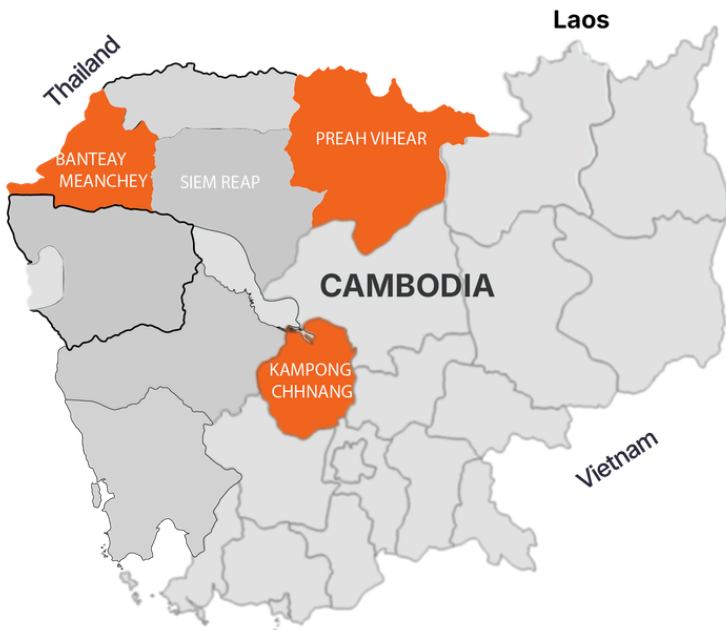 Laos
Thailand
PREAH VIHEAR
BANTEAY
MEANCHEY
SIEM REAP
CAMBODIA
KAMPONG
CHHNANG
Vietnam